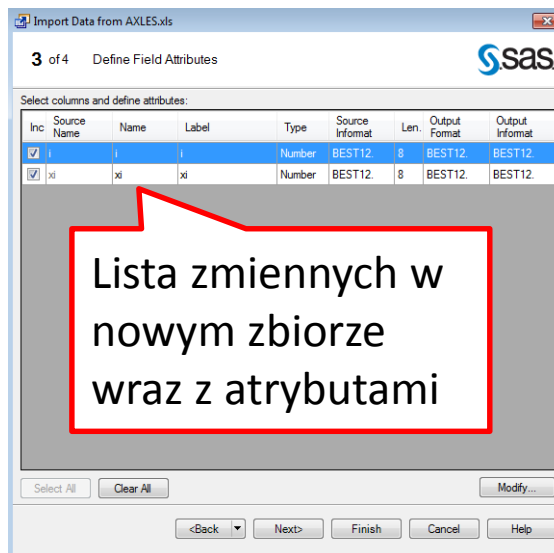 Import Data from AXLES.xls
3 of 4 Define Field Attributes
sas
Select columns and define attributes:
Inc Source Name Name Label Type Source Informat Len. Output Format Output Informat
i i i Number BEST12. 8 BEST12. BEST12.
xi xi xi Number BEST12. 8 BEST12. BEST12.
Lista zmiennych w
nowym zbiorze
wraz z atrybutami
Select All Clear All Modify...
<Back Next> Finish Cancel Help